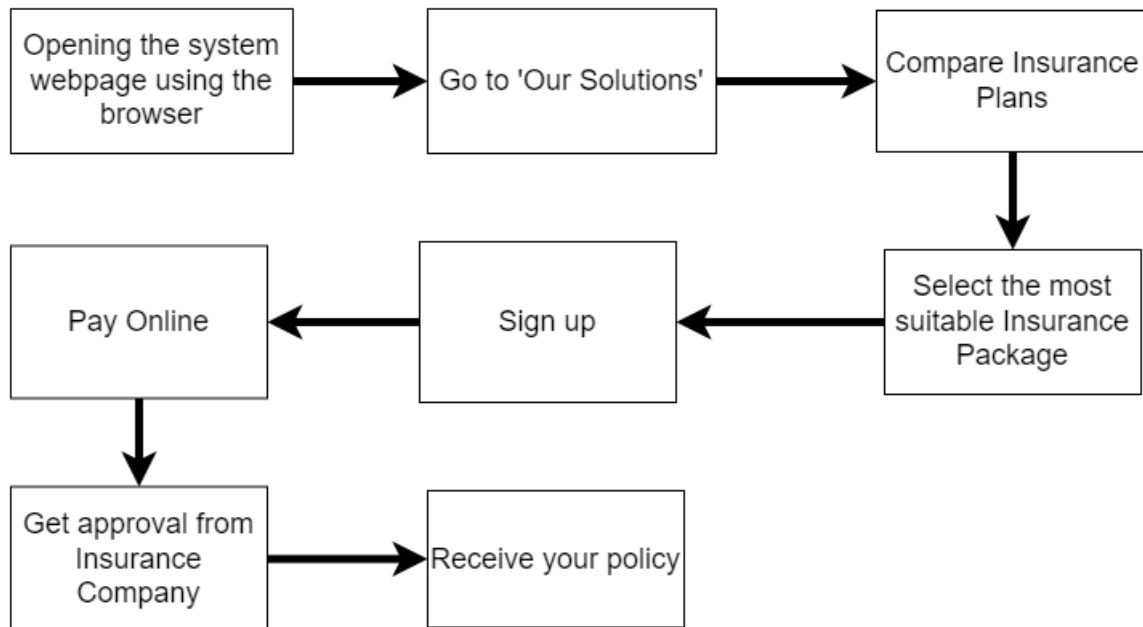 Opening the system
webpage using the
browser
Go to 'Our Solutions'
Compare Insurance
Plans
Select the most
suitable Insurance
Package
Sign up
Pay Online
Get approval from
Insurance
Company
Receive your policy